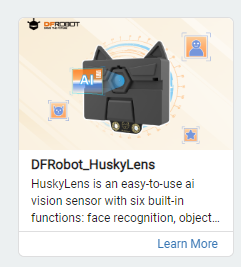 DFROBOT
AI
DFRobot_HuskyLens
HuskyLens is an easy-to-use ai
vision sensor with six built-in
functions: face recognition, object...
Learn More